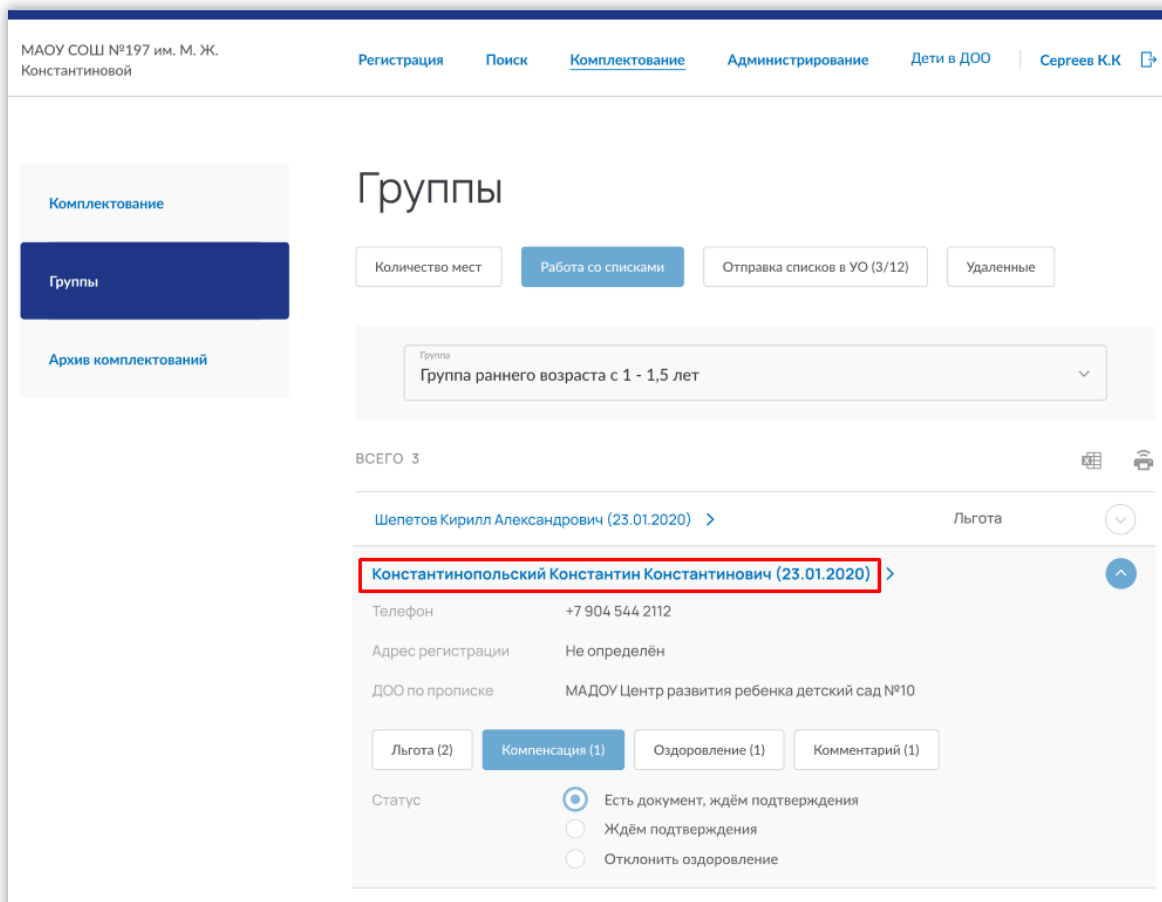 МАОУ СОШ №197 им. М. Ж.
Константиновой
Регистрация Поиск Комплектование Администрирование Дети в ДОО Сергеев К.К
Комплектование
Группы
Архив комплектований
Группы
Количество мест Работа со списками Отправка списков в УО (3/12) Удаленные
Группа
Группа раннего возраста с 1 - 1,5 лет
ВСЕГО 3
Шепетов Кирилл Александрович (23.01.2020) Льгота
Константинопольский Константин Константинович (23.01.2020)
Телефон +7 904 544 2112
Адрес регистрации Не определён
ДОО по прописке МАДОУ Центр развития ребенка детский сад №10
Льгота (2) Компенсация (1) Оздоровление (1) Комментарий (1)
Статус Есть документ, ждём подтверждения
Ждём подтверждения
Отклонить оздоровление